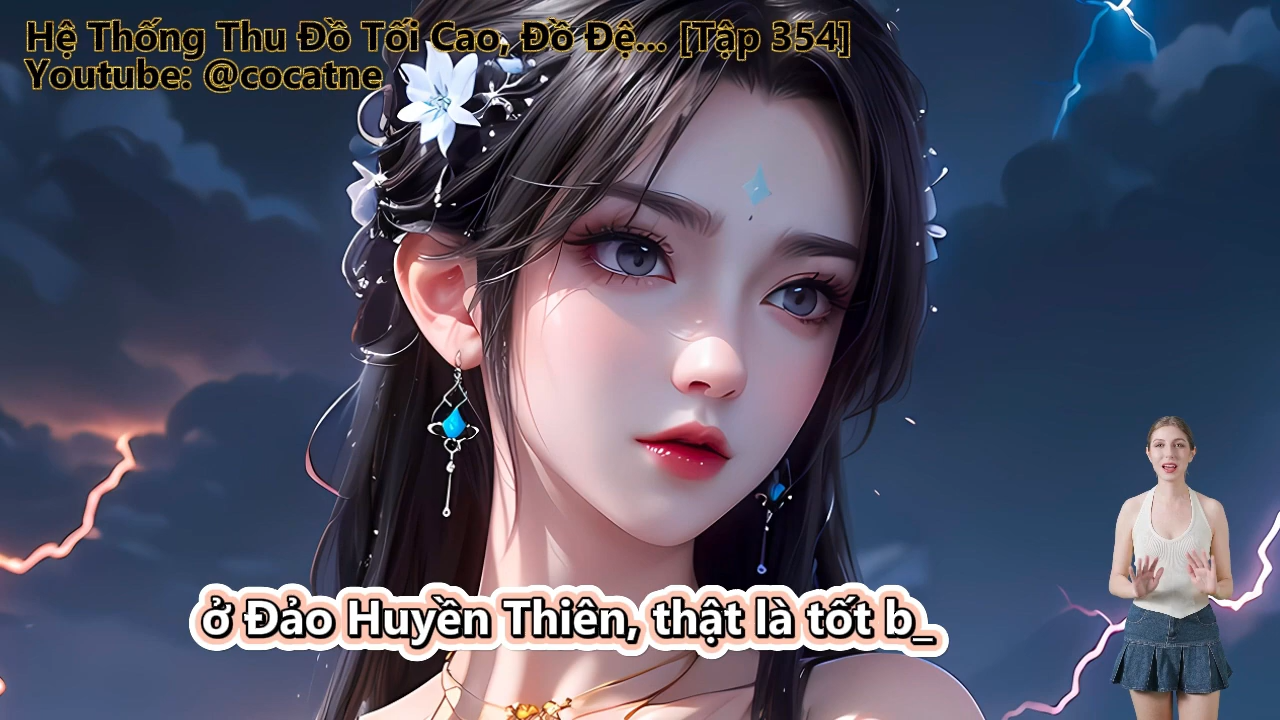 Hệ Thống Thu Đồ Tối Cao, Đồ Đệ... [Tập 354]
Youtube: @cocatne
ở Đảo Huyền Thiên, thật là tốt b_